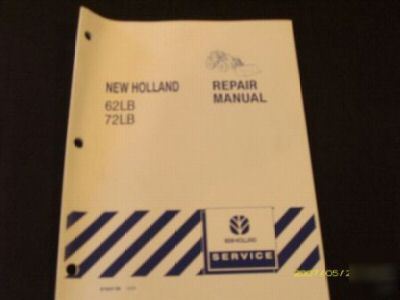 NEW HOLLAND
62LB
72LB
REPAIR
MANUAL
NEW HOLLAND
SERVICE